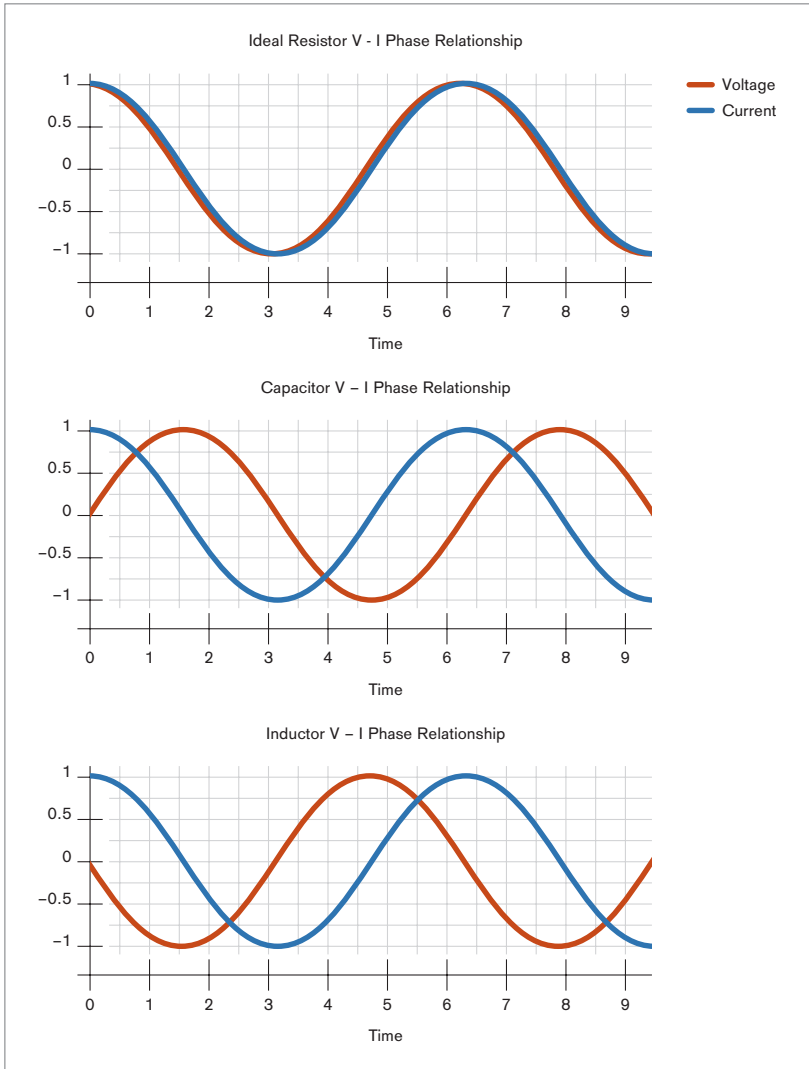 Ideal Resistor V - I Phase Relationship
Voltage
Current
1
0.5
0
−0.5
−1
0 1 2 3 4 5 6 7 8 9
Time
Capacitor V – I Phase Relationship
1
0.5
0
−0.5
−1
0 1 2 3 4 5 6 7 8 9
Time
Inductor V – I Phase Relationship
1
0.5
0
−0.5
−1
0 1 2 3 4 5 6 7 8 9
Time